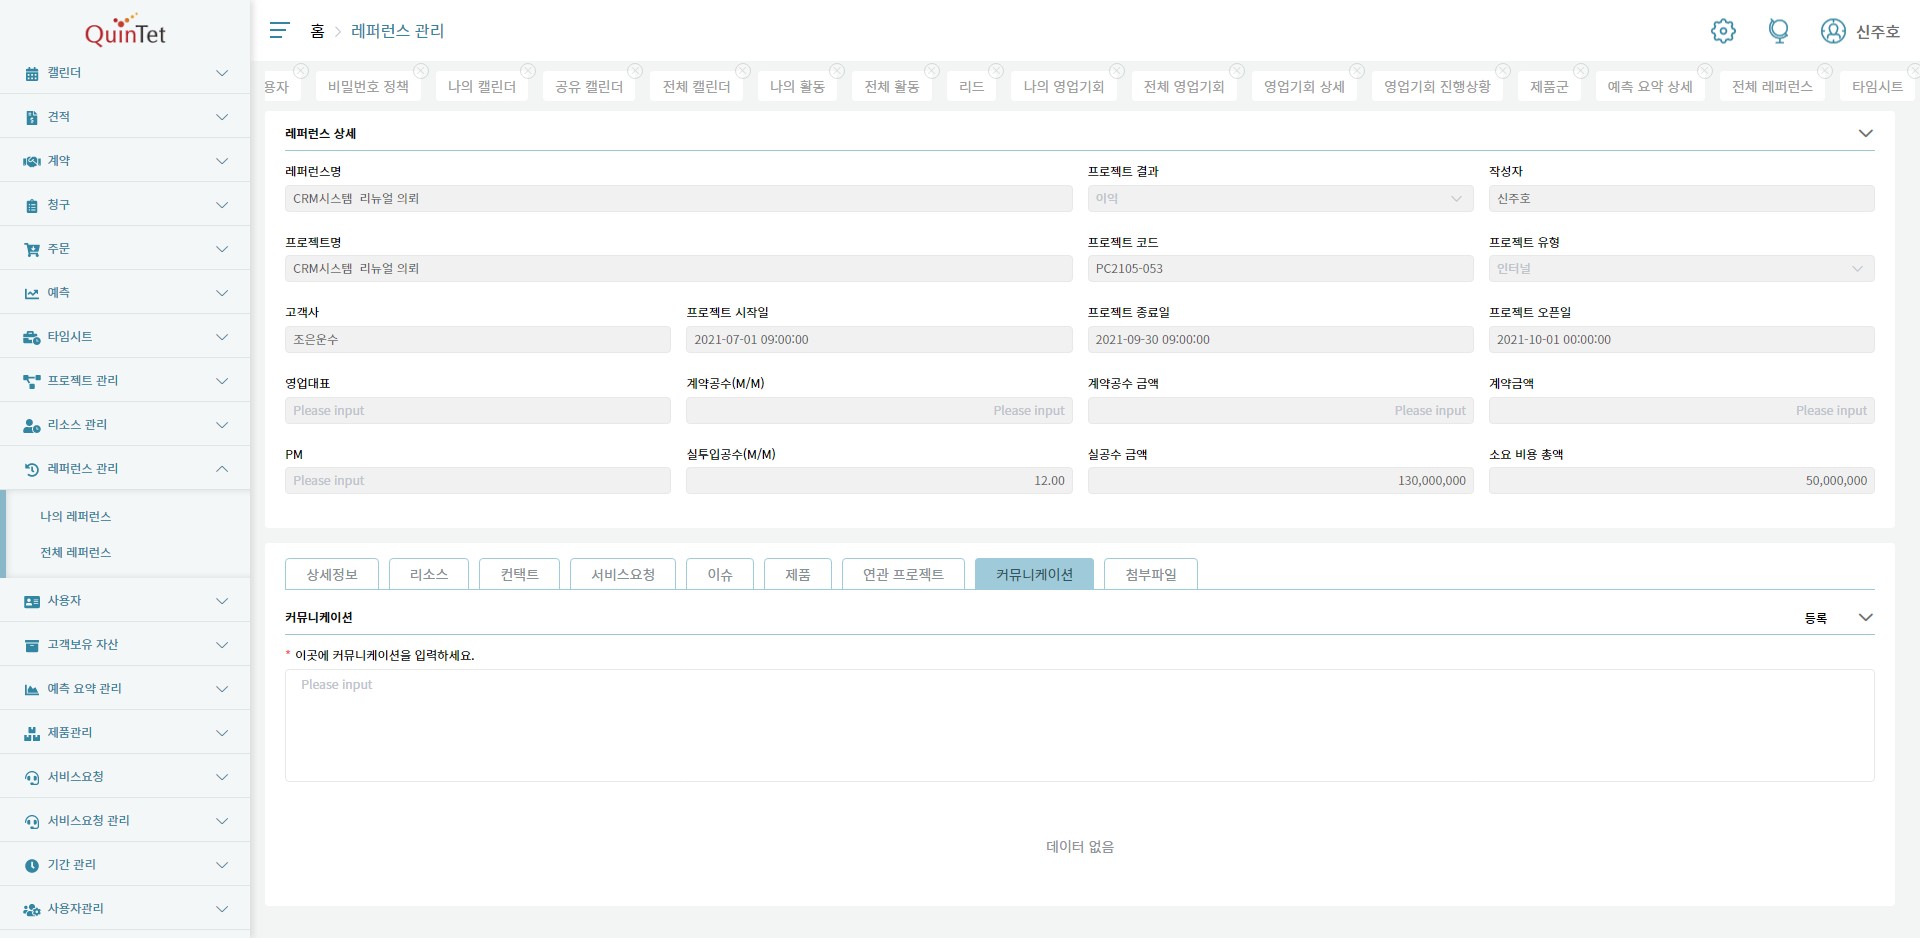 QuinTet
홈 > 레퍼런스 관리
신주호
캘린더
견적
계약
청구
주문
예측
타임시트
프로젝트 관리
리소스 관리
레퍼런스 관리
나의 레퍼런스
전체 레퍼런스
사용자
고객보유 자산
예측 요약 관리
제품관리
서비스요청
서비스요청 관리
기간 관리
사용자관리
용자 비밀번호 정책 나의 캘린더 공유 캘린더 전체 캘린더 나의 활동 전체 활동 리드 나의 영업기회 전체 영업기회 영업기회 상세 영업기회 진행상황 제품군 예측 요약 상세 전체 레퍼런스 타임시트
레퍼런스 상세
레퍼런스명 프로젝트 결과 작성자
CRM시스템 리뉴얼 의뢰 이익 신주호
프로젝트명 프로젝트 코드 프로젝트 유형
CRM시스템 리뉴얼 의뢰 PC2105-053 인터널
고객사 프로젝트 시작일 프로젝트 종료일 프로젝트 오픈일
조은운수 2021-07-01 09:00:00 2021-09-30 09:00:00 2021-10-01 00:00:00
영업대표 계약공수(M/M) 계약공수 금액 계약금액
Please input Please input Please input Please input
PM 실투입공수(M/M) 실공수 금액 소요 비용 총액
Please input 12.00 130,000,000 50,000,000
상세정보 리소스 컨택트 서비스요청 이슈 제품 연관 프로젝트 커뮤니케이션 첨부파일
커뮤니케이션 등록
* 이곳에 커뮤니케이션을 입력하세요.
Please input
데이터 없음